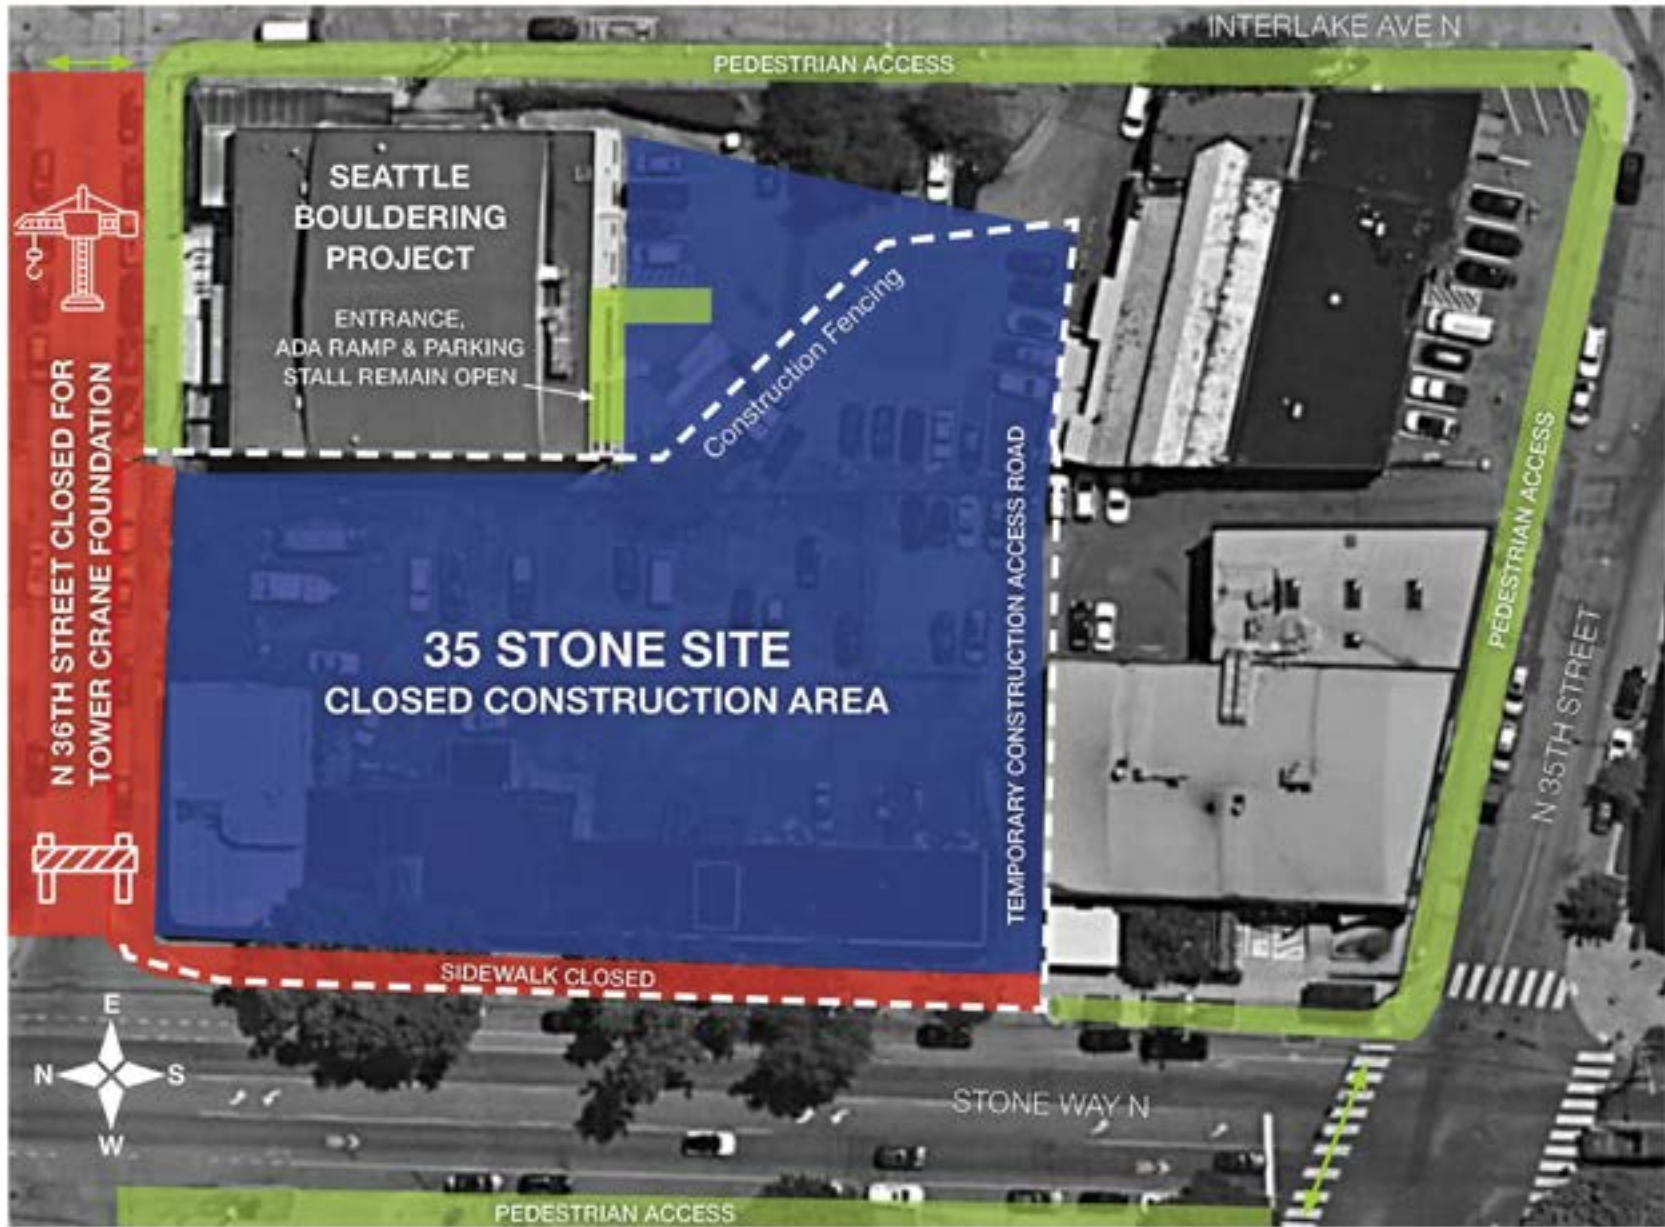 INTERLAKE AVE N
PEDESTRIAN ACCESS
SEATTLE
BOULDERING
PROJECT
ENTRANCE,
ADA RAMP & PARKING
STALL REMAIN OPEN
Construction Fencing
N 36TH STREET CLOSED FOR
TOWER CRANE FOUNDATION
35 STONE SITE
CLOSED CONSTRUCTION AREA
TEMPORARY CONSTRUCTION ACCESS ROAD
PEDESTRIAN ACCESS
N 35TH STREET
SIDEWALK CLOSED
E
N
S
W
STONE WAY N
PEDESTRIAN ACCESS